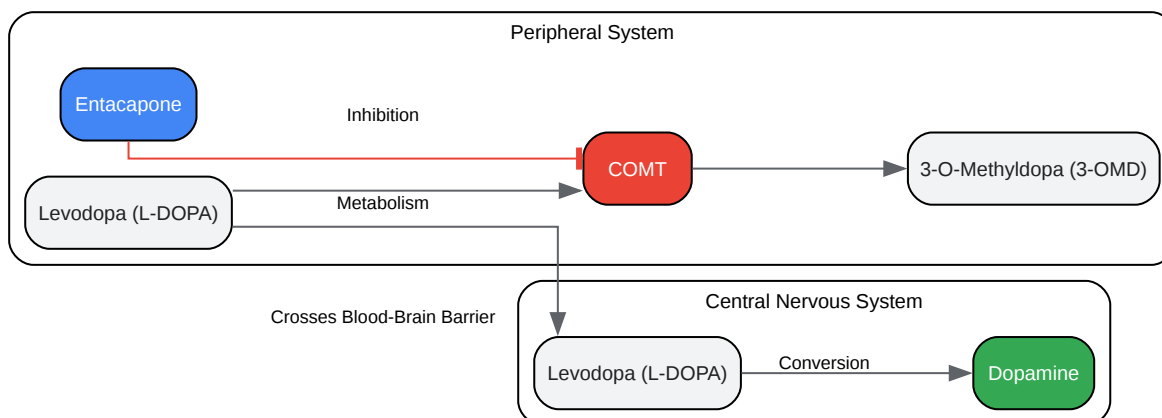 Peripheral System
Entacapone
Inhibition
COMT
3-O-Methyldopa (3-OMD)
Levodopa (L-DOPA)
Metabolism
Central Nervous System
Crosses Blood-Brain Barrier
Levodopa (L-DOPA)
Conversion
Dopamine